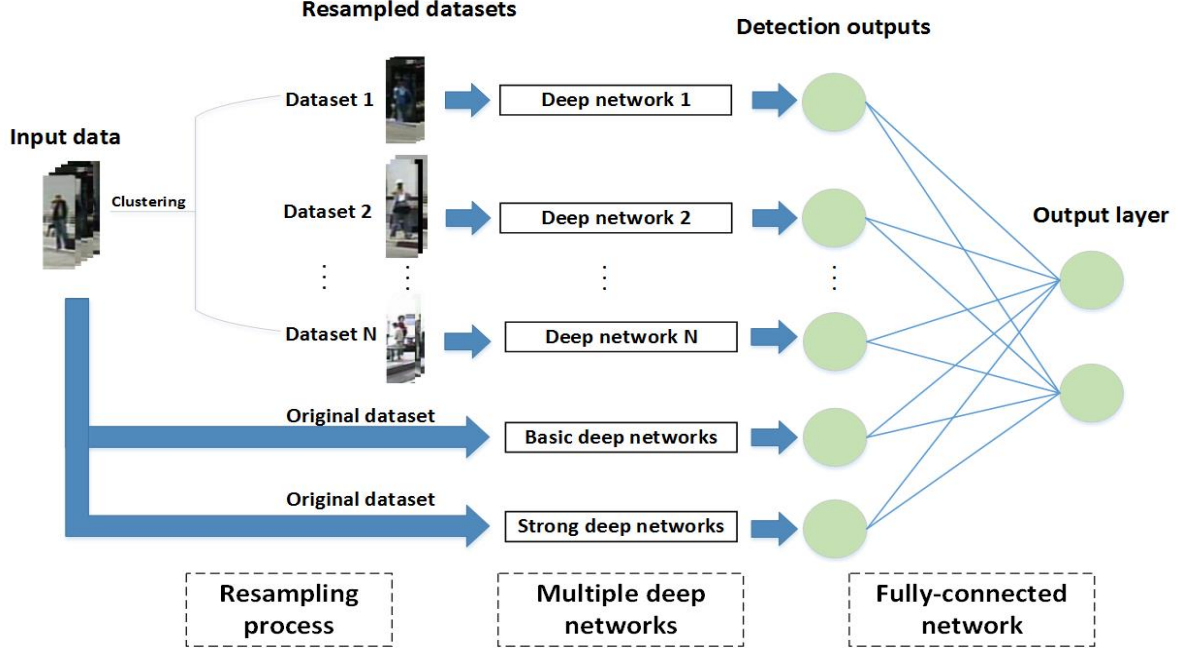 Resampled datasets
Detection outputs
Input data
Clustering
Dataset 1
Deep network 1
Dataset 2
Deep network 2
Output layer
Dataset N
Deep network N
Original dataset
Basic deep networks
Original dataset
Strong deep networks
Resampling
process
Multiple deep
networks
Fully-connected
network